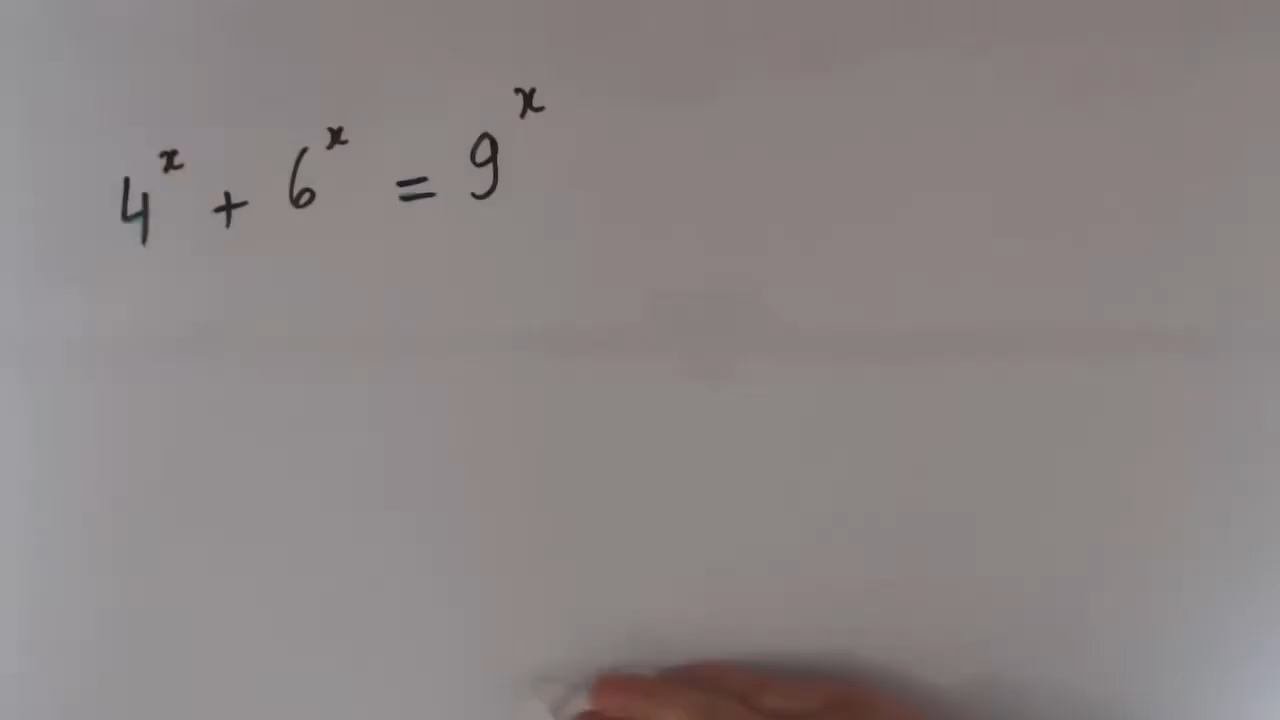 4^x + 6^x = 9^x